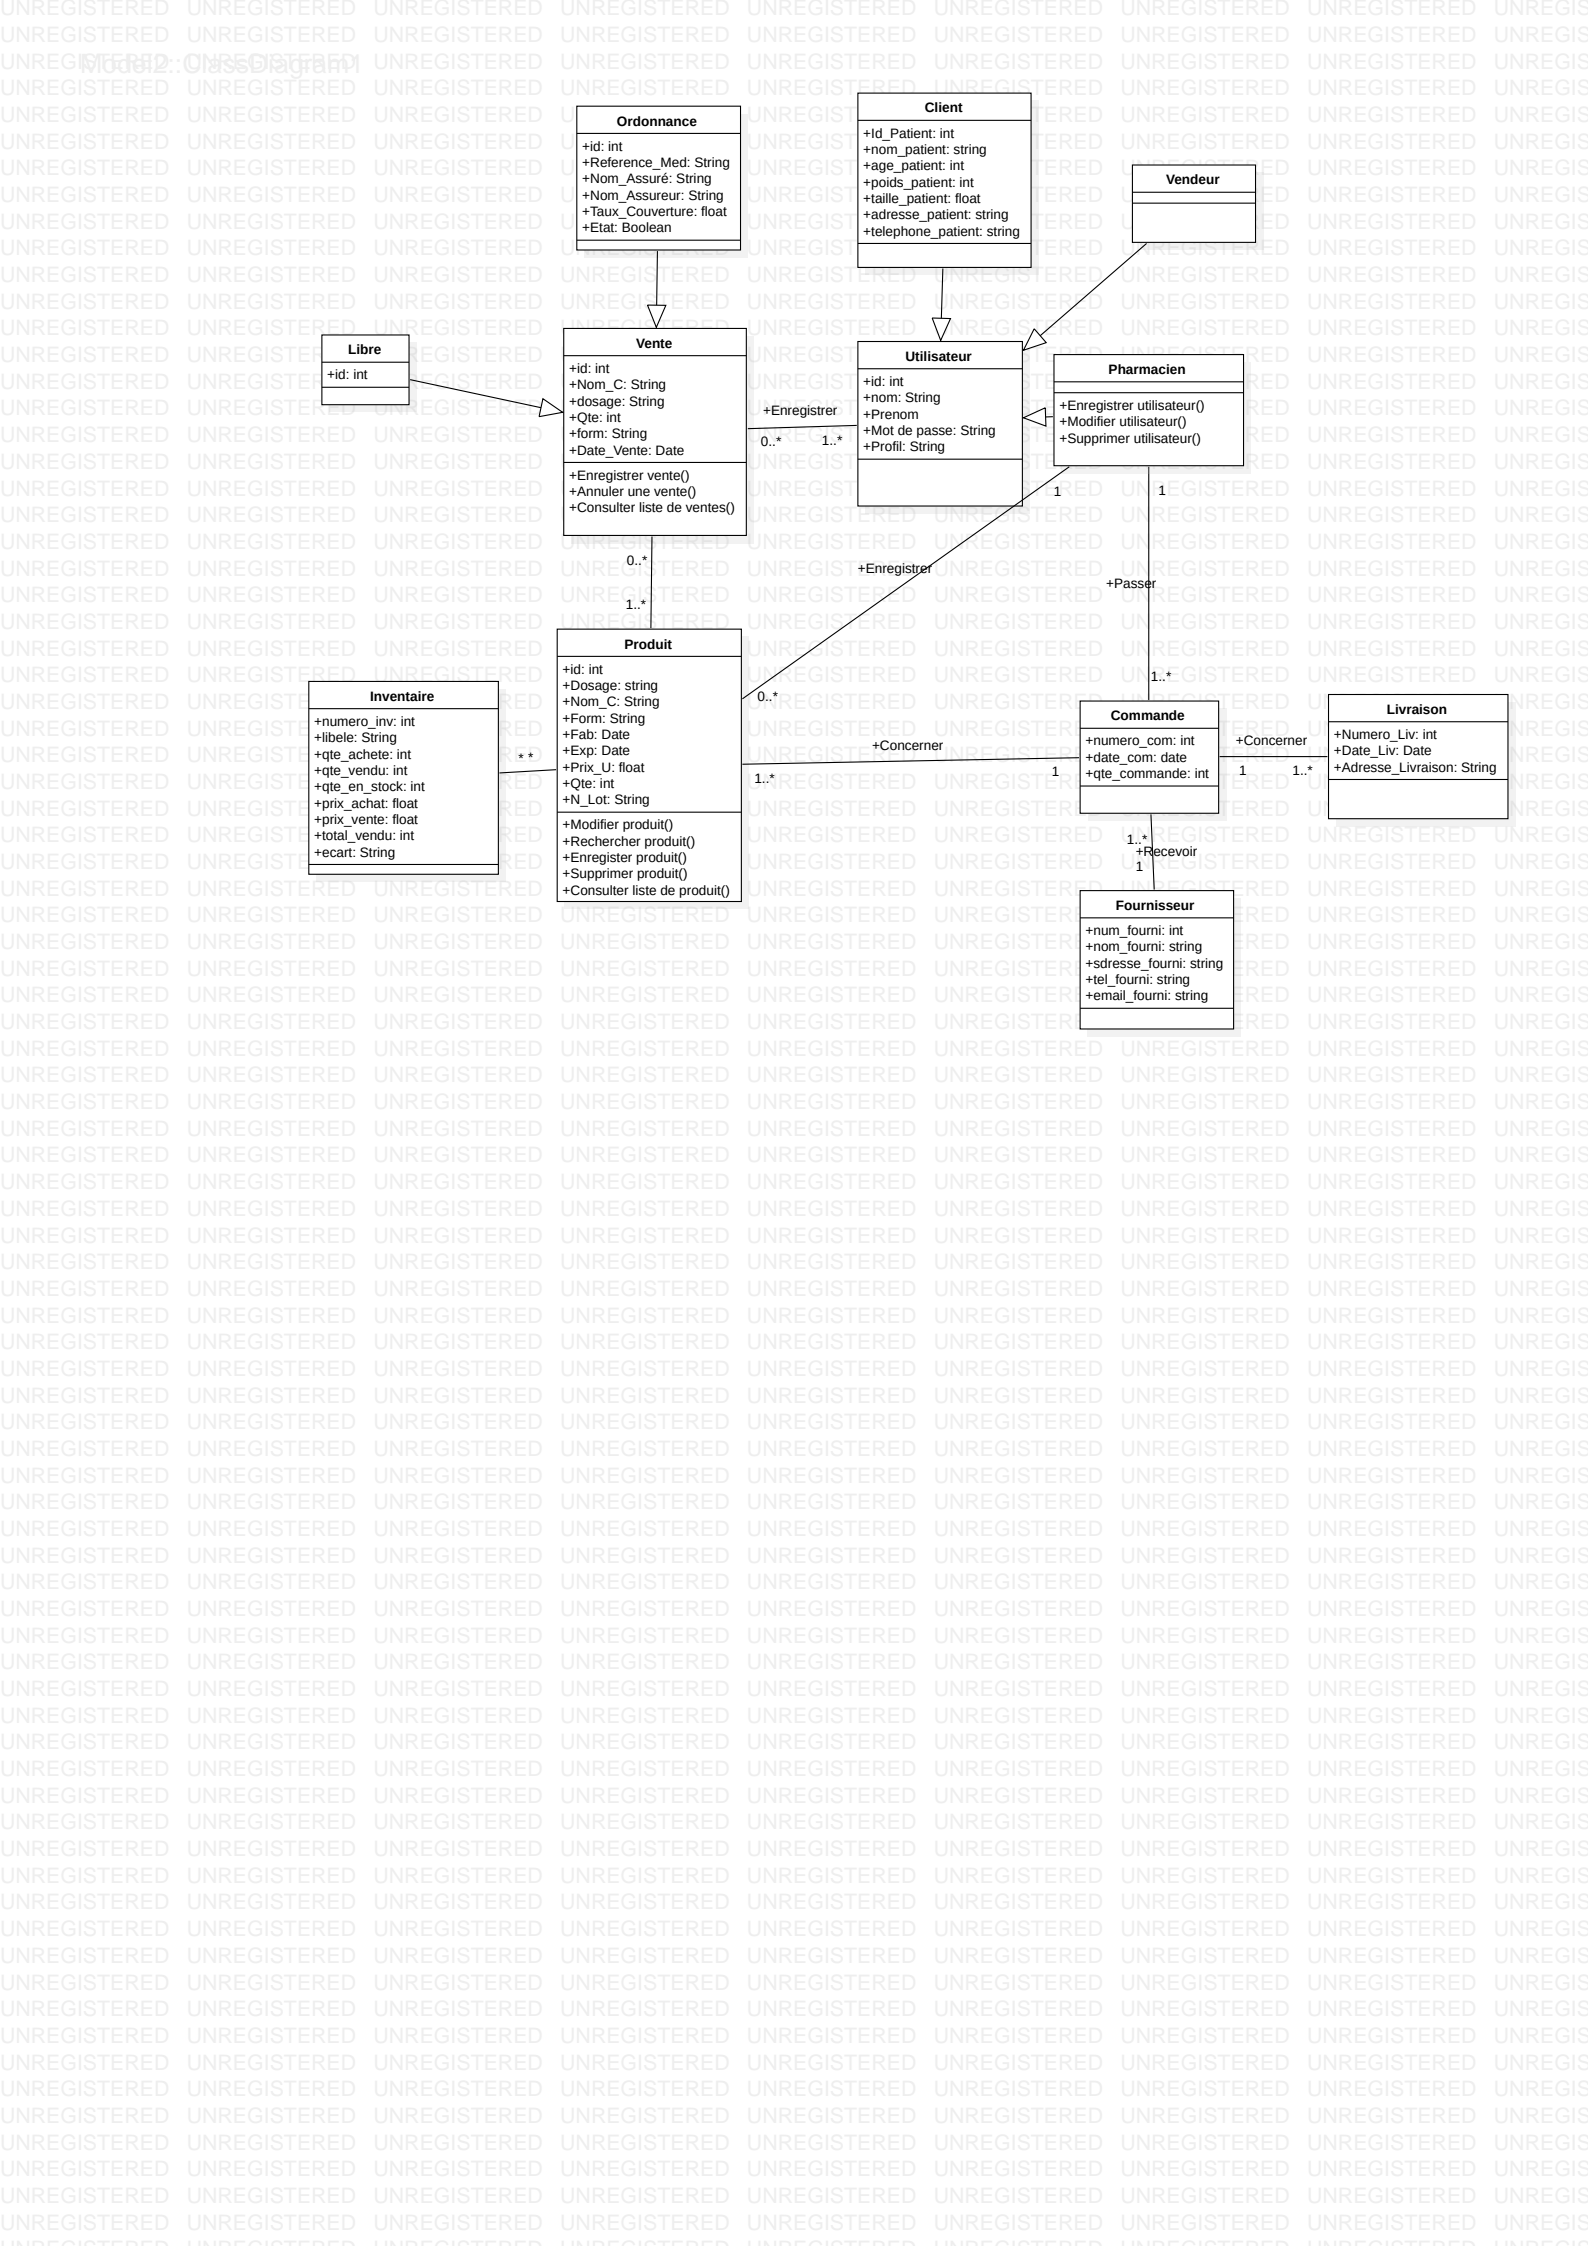 Model2::ClassDiagram1
UNREGISTERED
Ordonnance
+id: int
+Reference_Med: String
+Nom_Assuré: String
+Nom_Assureur: String
+Taux_Couverture: float
+Etat: Boolean
Client
+Id_Patient: int
+nom_patient: string
+age_patient: int
+poids_patient: int
+taille_patient: float
+adresse_patient: string
+telephone_patient: string
Vendeur
Libre
+id: int
Vente
+id: int
+Nom_C: String
+dosage: String
+Qte: int
+form: String
+Date_Vente: Date
+Enregistrer vente()
+Annuler une vente()
+Consulter liste de ventes()
+Enregistrer
0..*
1..*
Utilisateur
+id: int
+nom: String
+Prenom
+Mot de passe: String
+Profil: String
Pharmacien
+Enregistrer utilisateur()
+Modifier utilisateur()
+Supprimer utilisateur()
1
1
0..*
1..*
+Enregistrer
+Passer
0..*
1..*
Inventaire
+numero_inv: int
+libele: String
+qte_achete: int
+qte_vendu: int
+qte_en_stock: int
+prix_achat: float
+prix_vente: float
+total_vendu: int
+ecart: String
* *
Produit
+id: int
+Dosage: string
+Nom_C: String
+Form: String
+Fab: Date
+Exp: Date
+Prix_U: float
+Qte: int
+N_Lot: String
+Modifier produit()
+Rechercher produit()
+Enregister produit()
+Supprimer produit()
+Consulter liste de produit()
+Concerner
1..*
1
Commande
+numero_com: int
+date_com: date
+qte_commande: int
+Concerner
1
1..*
Livraison
+Numero_Liv: int
+Date_Liv: Date
+Adresse_Livraison: String
1..*
+Recevoir
1
Fournisseur
+num_fourni: int
+nom_fourni: string
+sdresse_fourni: string
+tel_fourni: string
+email_fourni: string